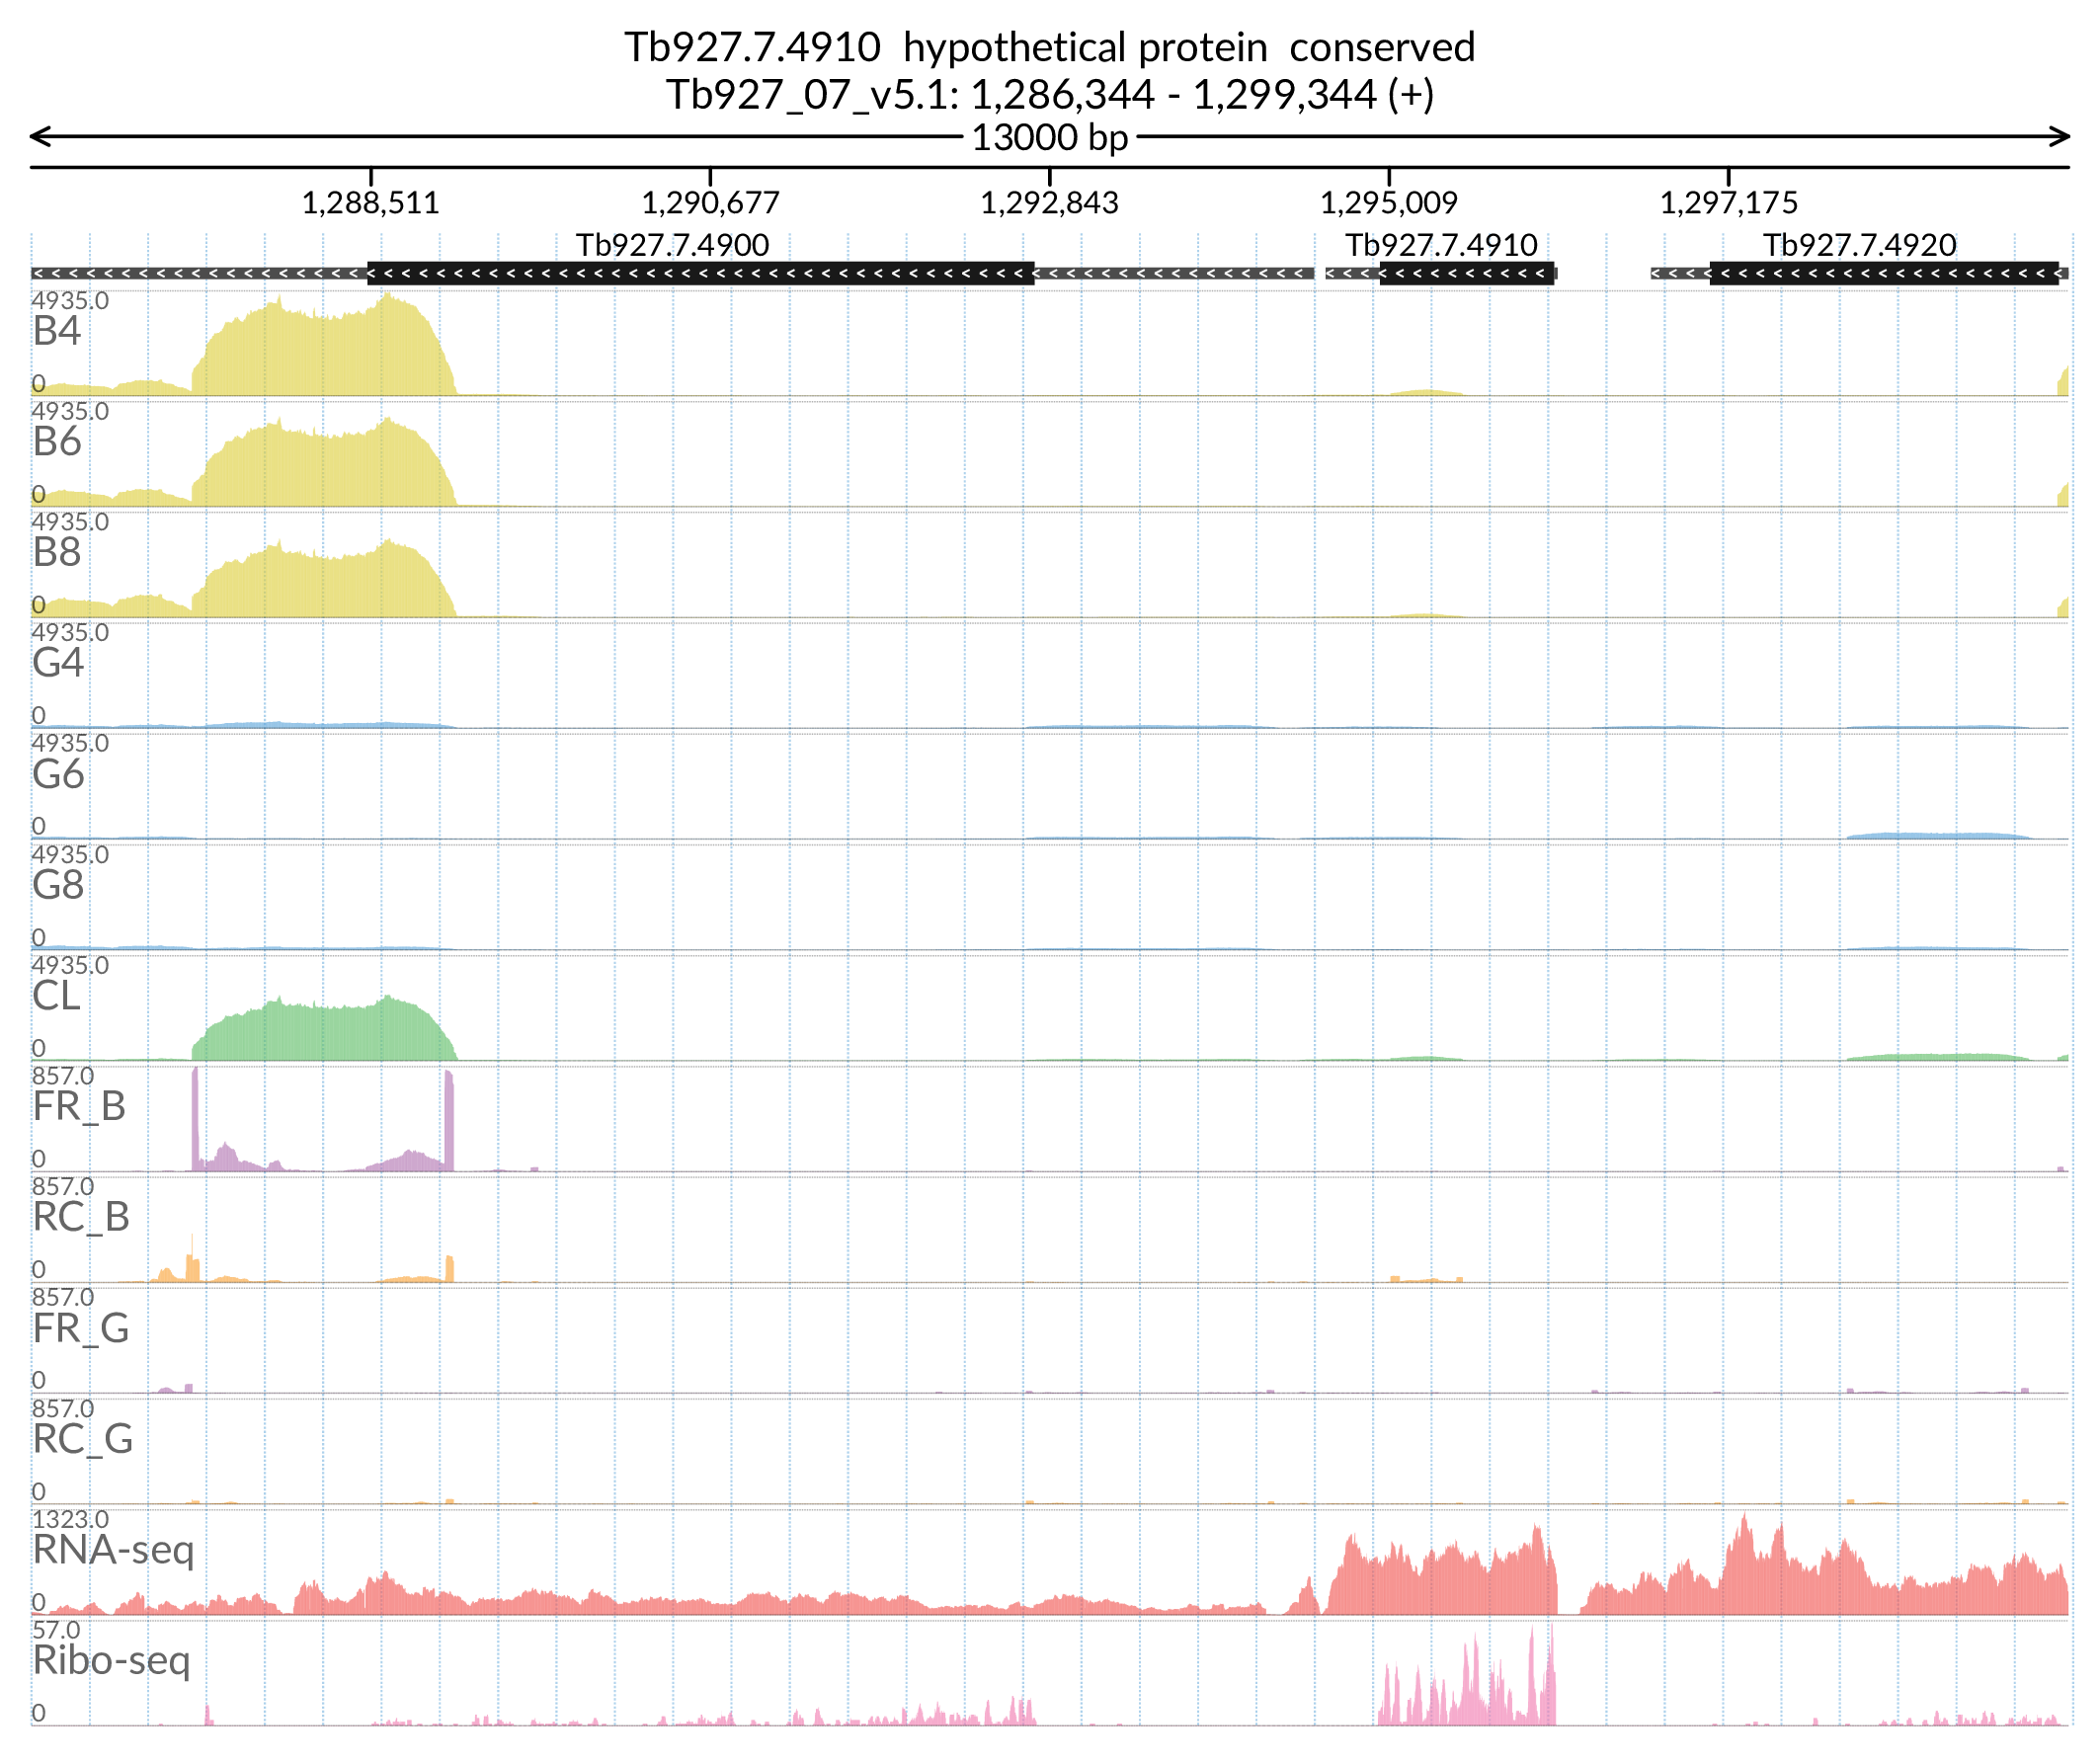 Tb927.7.4910 hypothetical protein conserved
Tb927_07_v5.1: 1,286,344 - 1,299,344 (+)
13000 bp
1,288,511 1,290,677 1,292,843 1,295,009 1,297,175
Tb927.7.4900 Tb927.7.4910 Tb927.7.4920
4935.0
B4
0
4935.0
B6
0
4935.0
B8
0
4935.0
G4
0
4935.0
G6
0
4935.0
G8
0
4935.0
CL
0
857.0
FR_B
0
857.0
RC_B
0
857.0
FR_G
0
857.0
RC_G
0
1323.0
RNA-seq
0
57.0
Ribo-seq
0